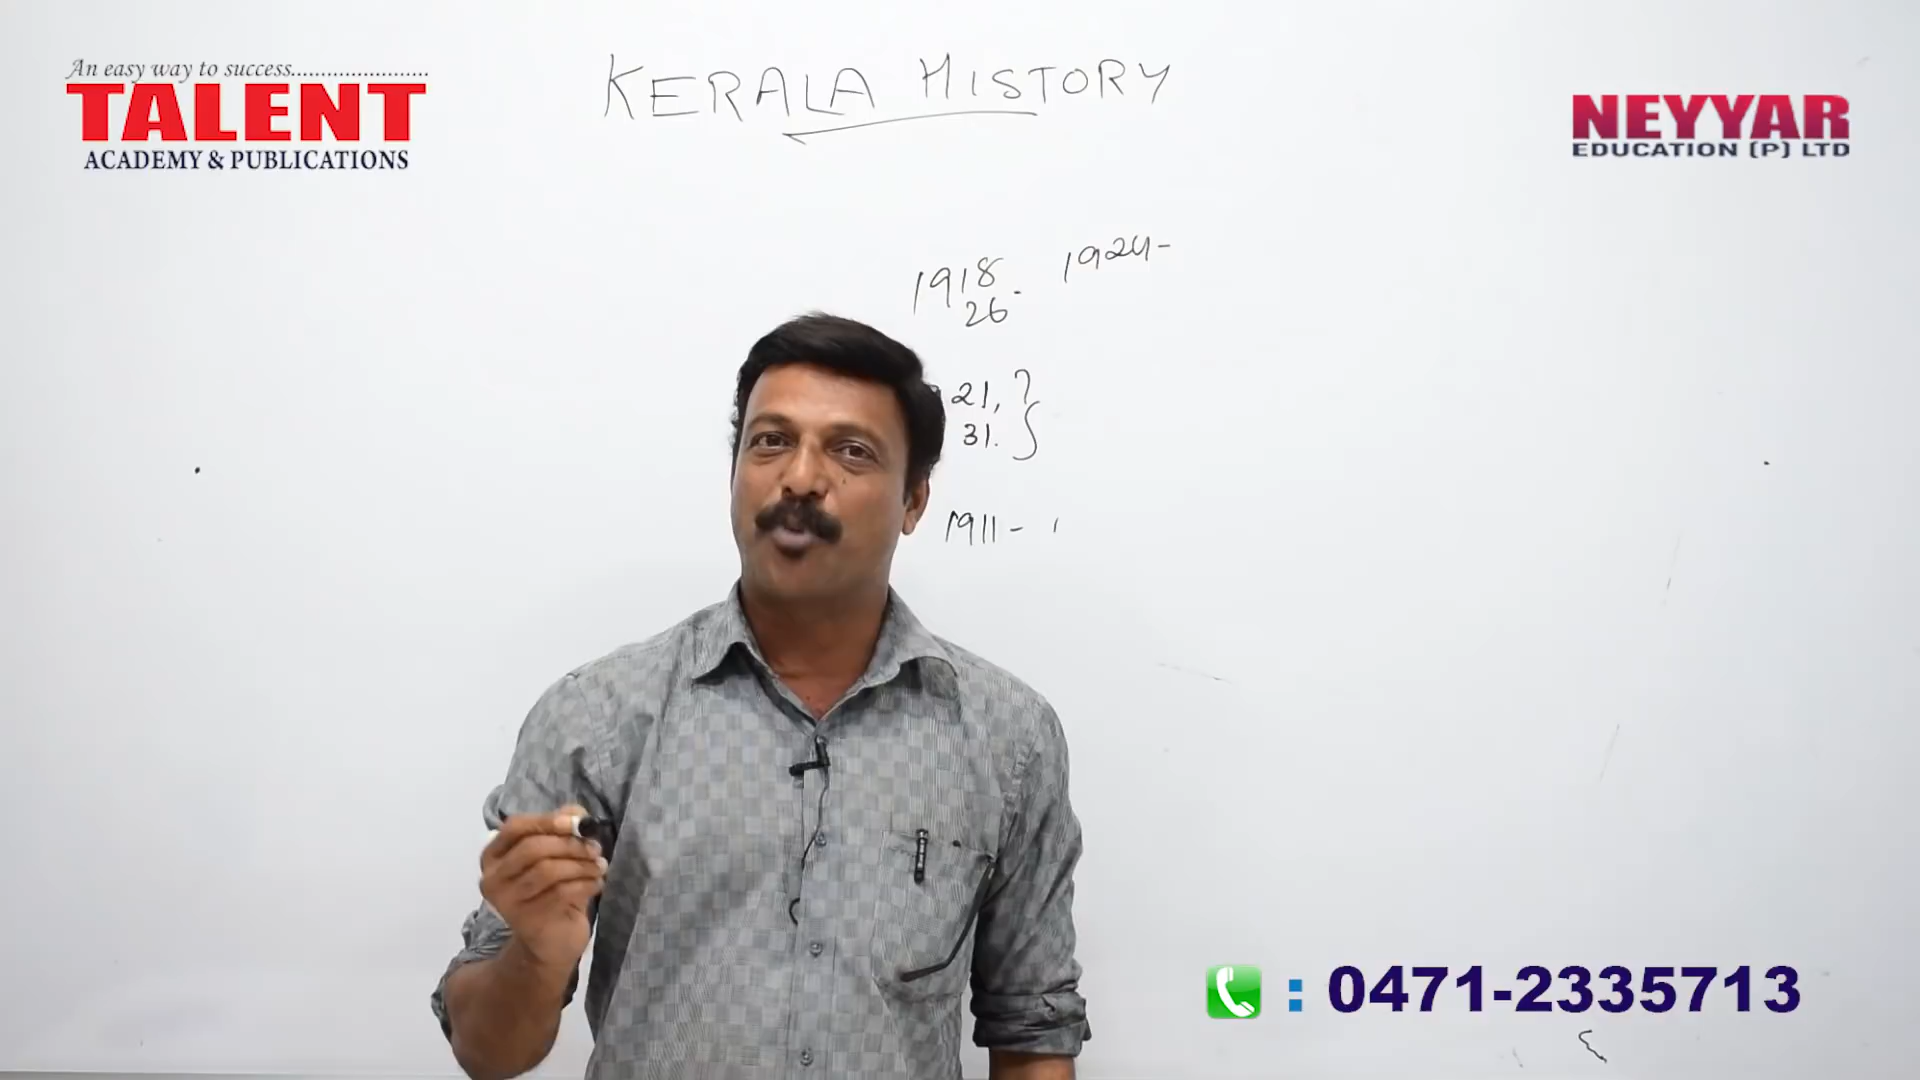 An easy way to success.......................
TALENT
ACADEMY & PUBLICATIONS
KERALA HISTORY
NEYYAR
EDUCATION (P) LTD
1918 1924-
26
21,
31.
1911-
: 0471-2335713